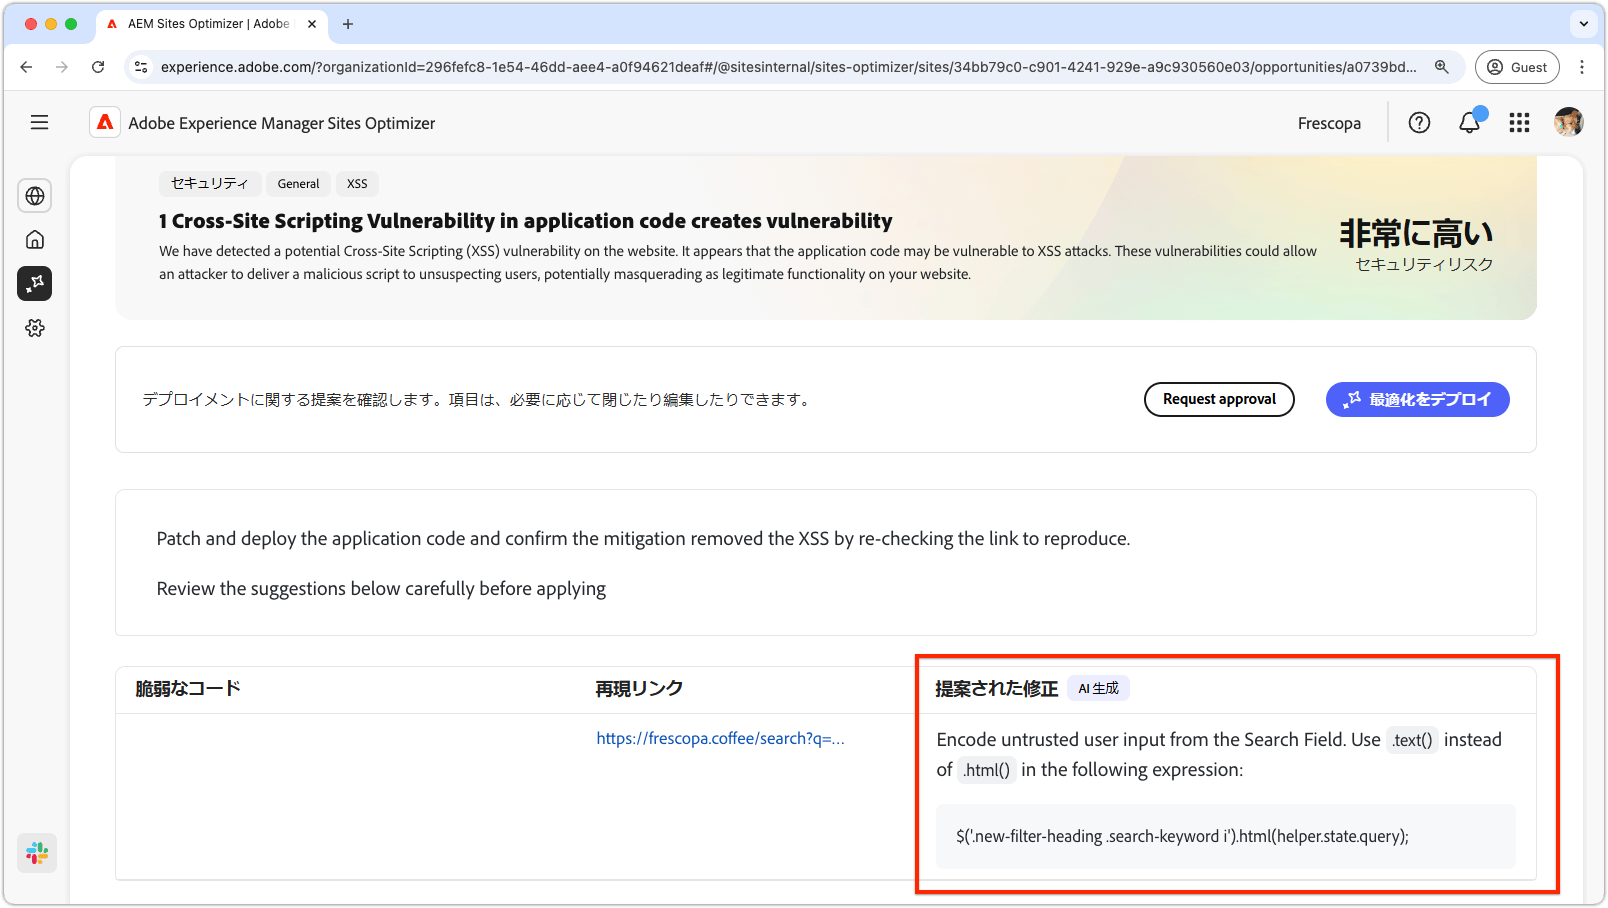 AEM Sites Optimizer | Adobe
experience.adobe.com/?organizationId=296fefc8-1e54-46dd-aee4-a0f94621deaf#/@sitesinternal/sites-optimizer/sites/34bb79c0-c901-4241-929e-a9c930560e03/opportunities/a0739bd...
Guest
Adobe Experience Manager Sites Optimizer
Frescopa
セキュリティ General XSS
1 Cross-Site Scripting Vulnerability in application code creates vulnerability
We have detected a potential Cross-Site Scripting (XSS) vulnerability on the website. It appears that the application code may be vulnerable to XSS attacks. These vulnerabilities could allow
an attacker to deliver a malicious script to unsuspecting users, potentially masquerading as legitimate functionality on your website.
非常に高い
セキュリティリスク
デプロイメントに関する提案を確認します。項目は、必要に応じて閉じたり編集したりできます。
Request approval
最適化をデプロイ
Patch and deploy the application code and confirm the mitigation removed the XSS by re-checking the link to reproduce.
Review the suggestions below carefully before applying
脆弱なコード
再現リンク
提案された修正 AI 生成
https://frescopa.coffee/search?q=...
Encode untrusted user input from the Search Field. Use .text() instead
of .html() in the following expression:
$('.new-filter-heading .search-keyword i').html(helper.state.query);